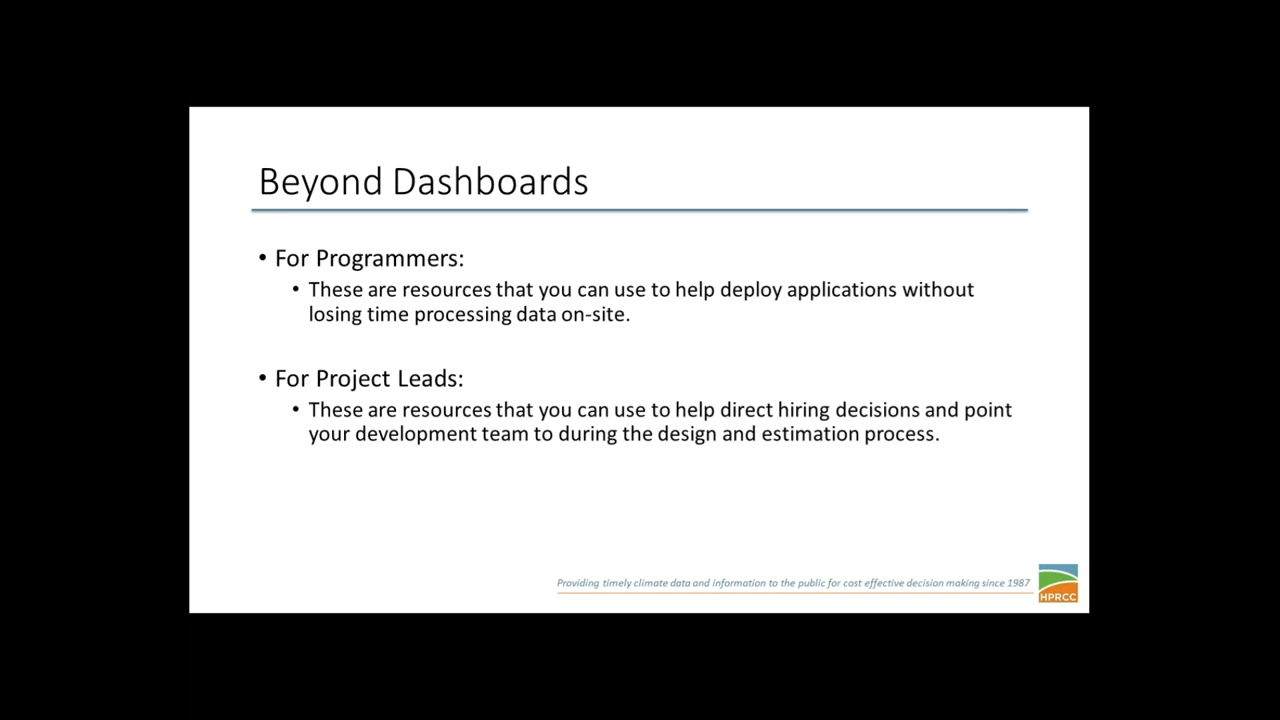 Beyond Dashboards
• For Programmers:
• These are resources that you can use to help deploy applications without
losing time processing data on-site.
• For Project Leads:
• These are resources that you can use to help direct hiring decisions and point
your development team to during the design and estimation process.
Providing timely climate data and information to the public for cost effective decision making since 1987
HPRCC